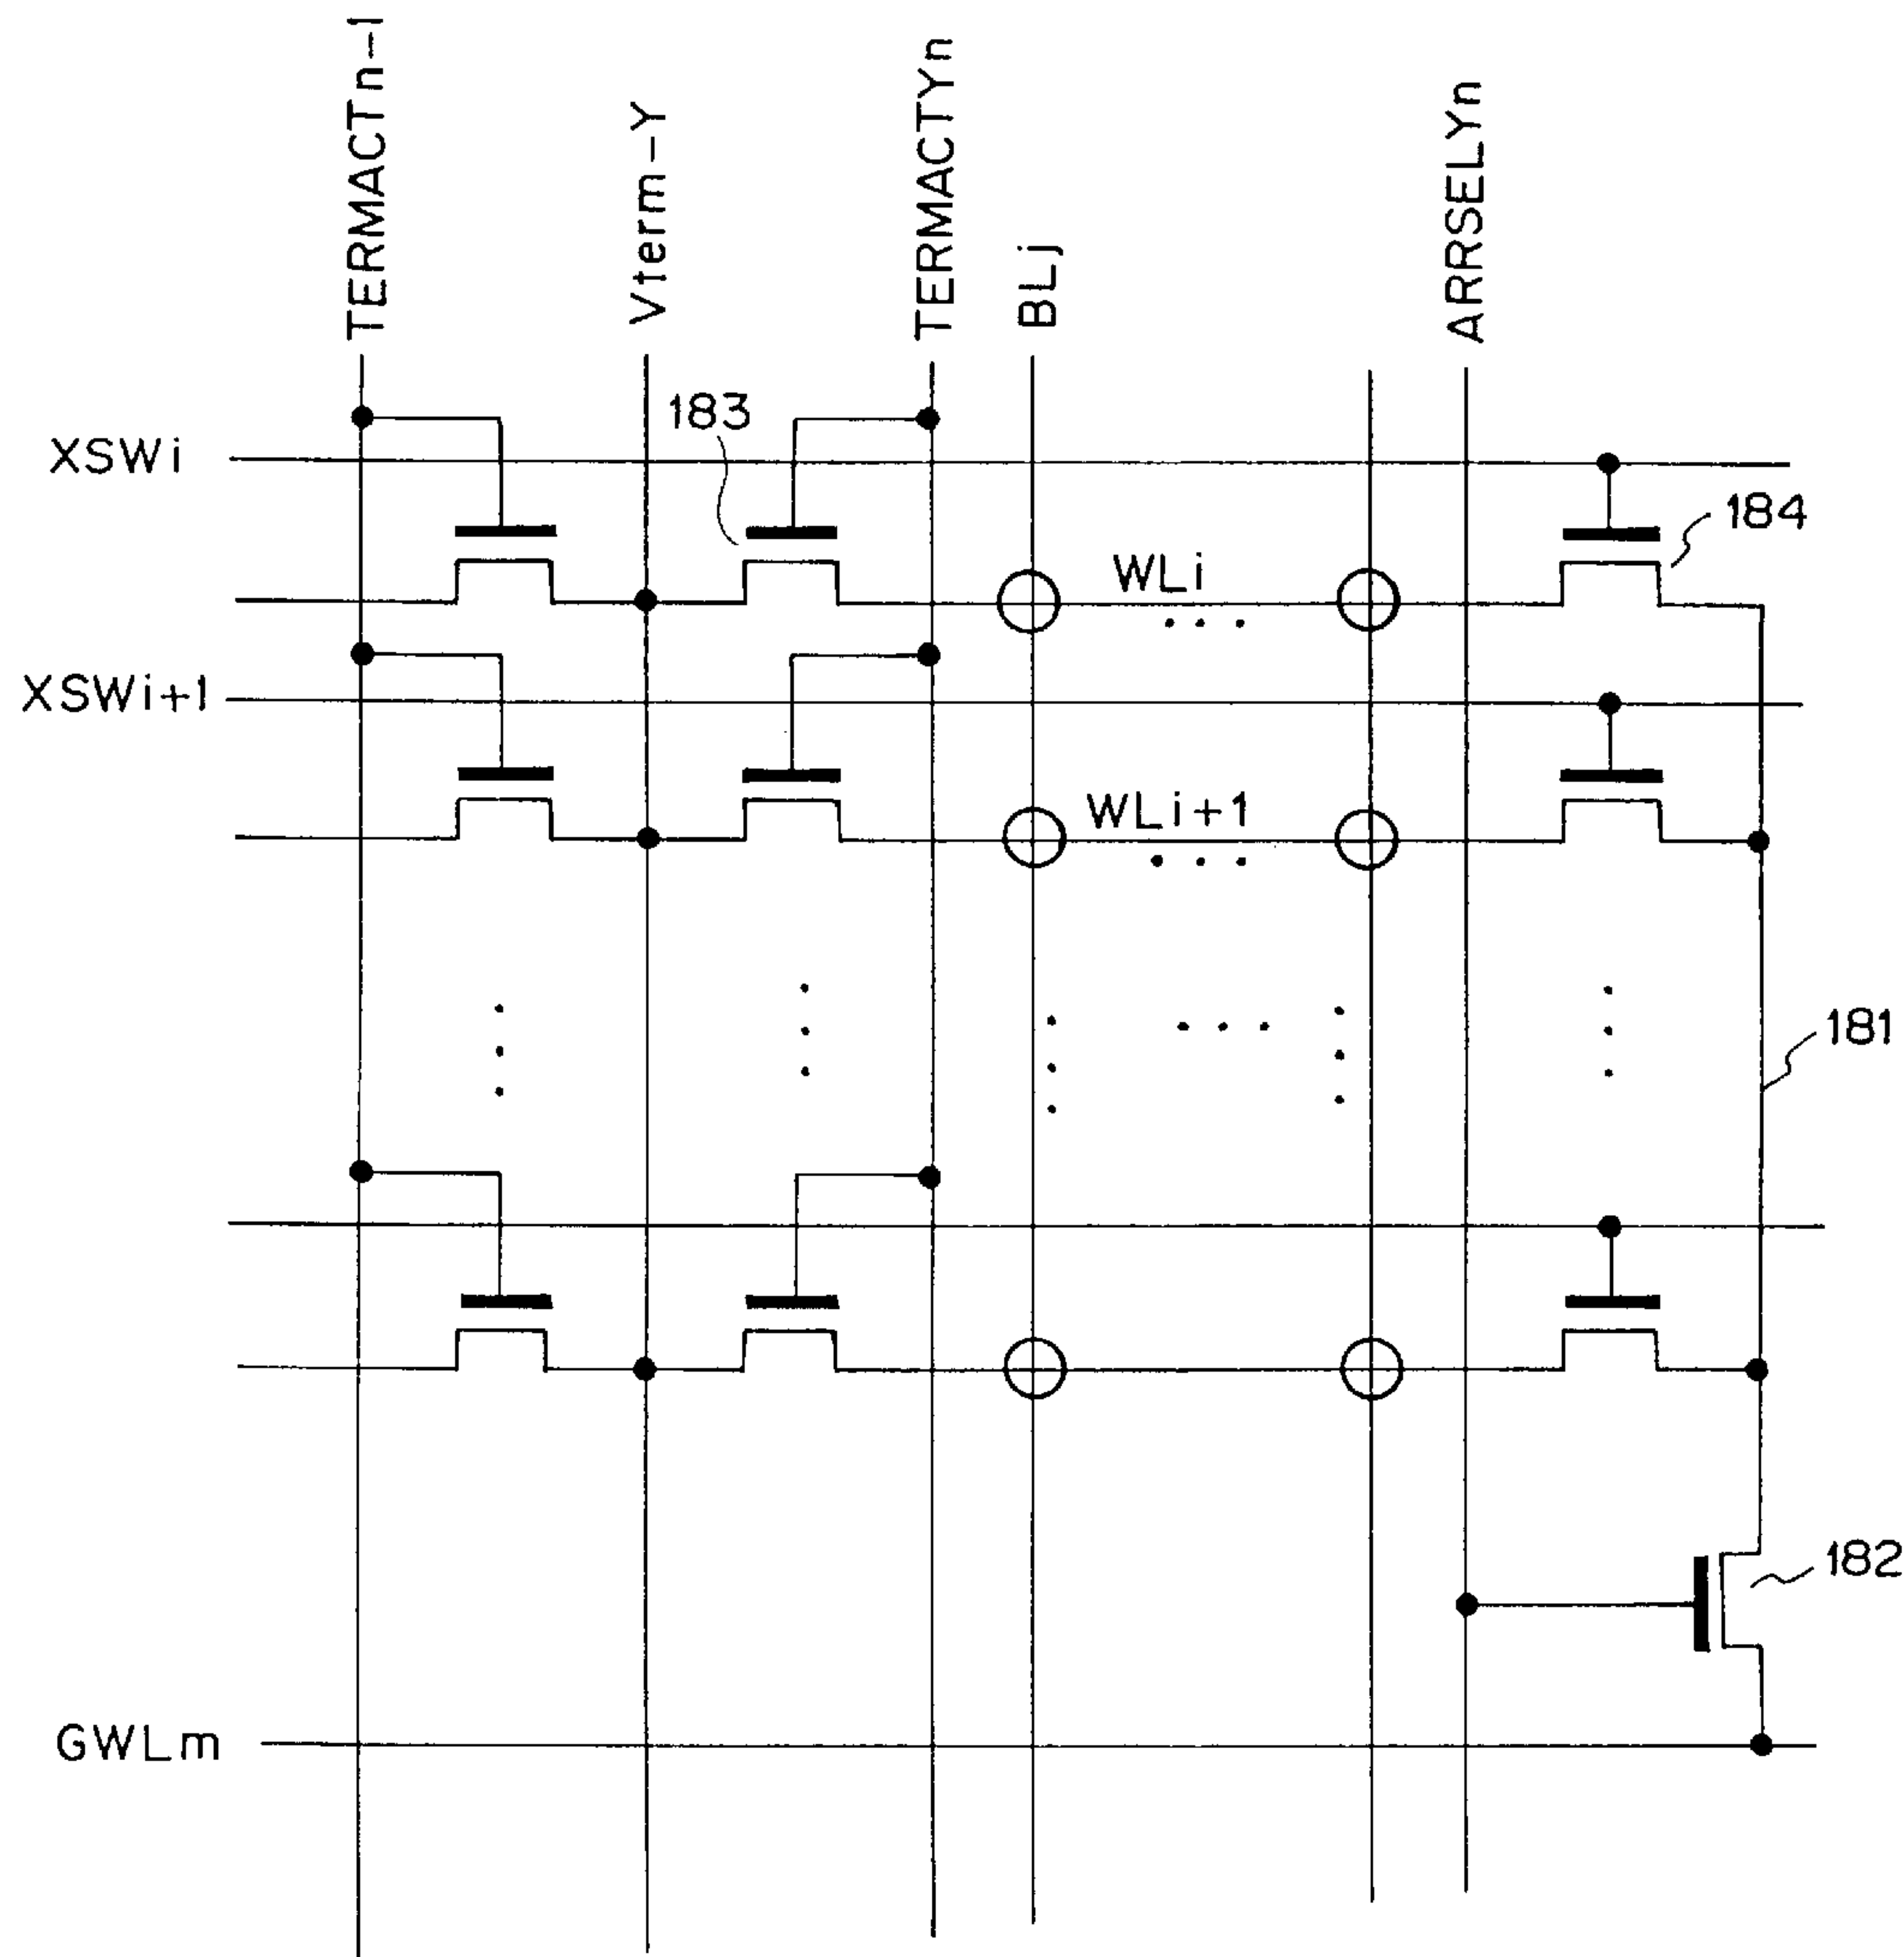 TERMACTn-1
Vterm-Y
TERMACTYn
BLj
ARRSELYn
183
XSWi
184
WLi
XSWi+1
WLi+1
181
182
GWLm